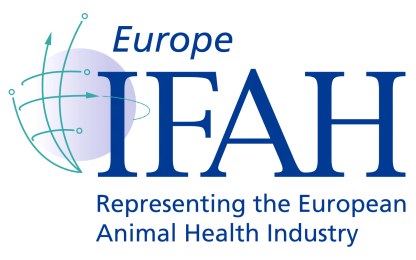 Europe
IFAH
Representing the European
Animal Health Industry